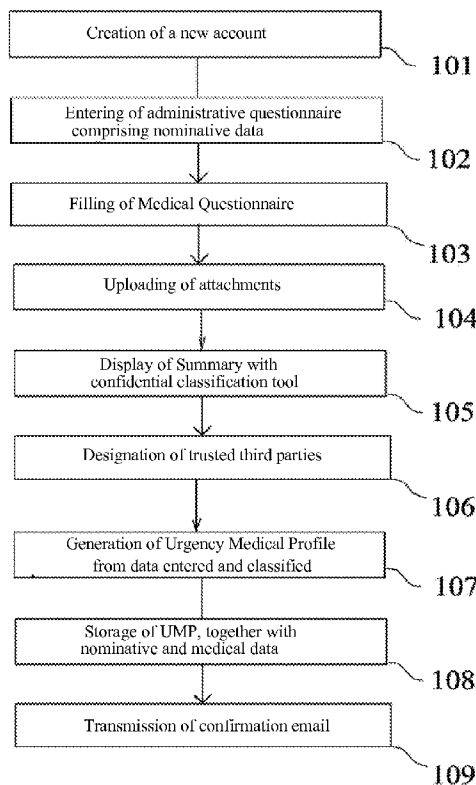 Creation of a new account
101
Entering of administrative questionnaire
comprising nominative data
102
Filling of Medical Questionnaire
103
Uploading of attachments
104
Display of Summary with
confidential classification tool
105
Designation of trusted third parties
106
Generation of Urgency Medical Profile
from data entered and classified
107
Storage of UMP, together with
nominative and medical data
108
Transmission of confirmation email
109